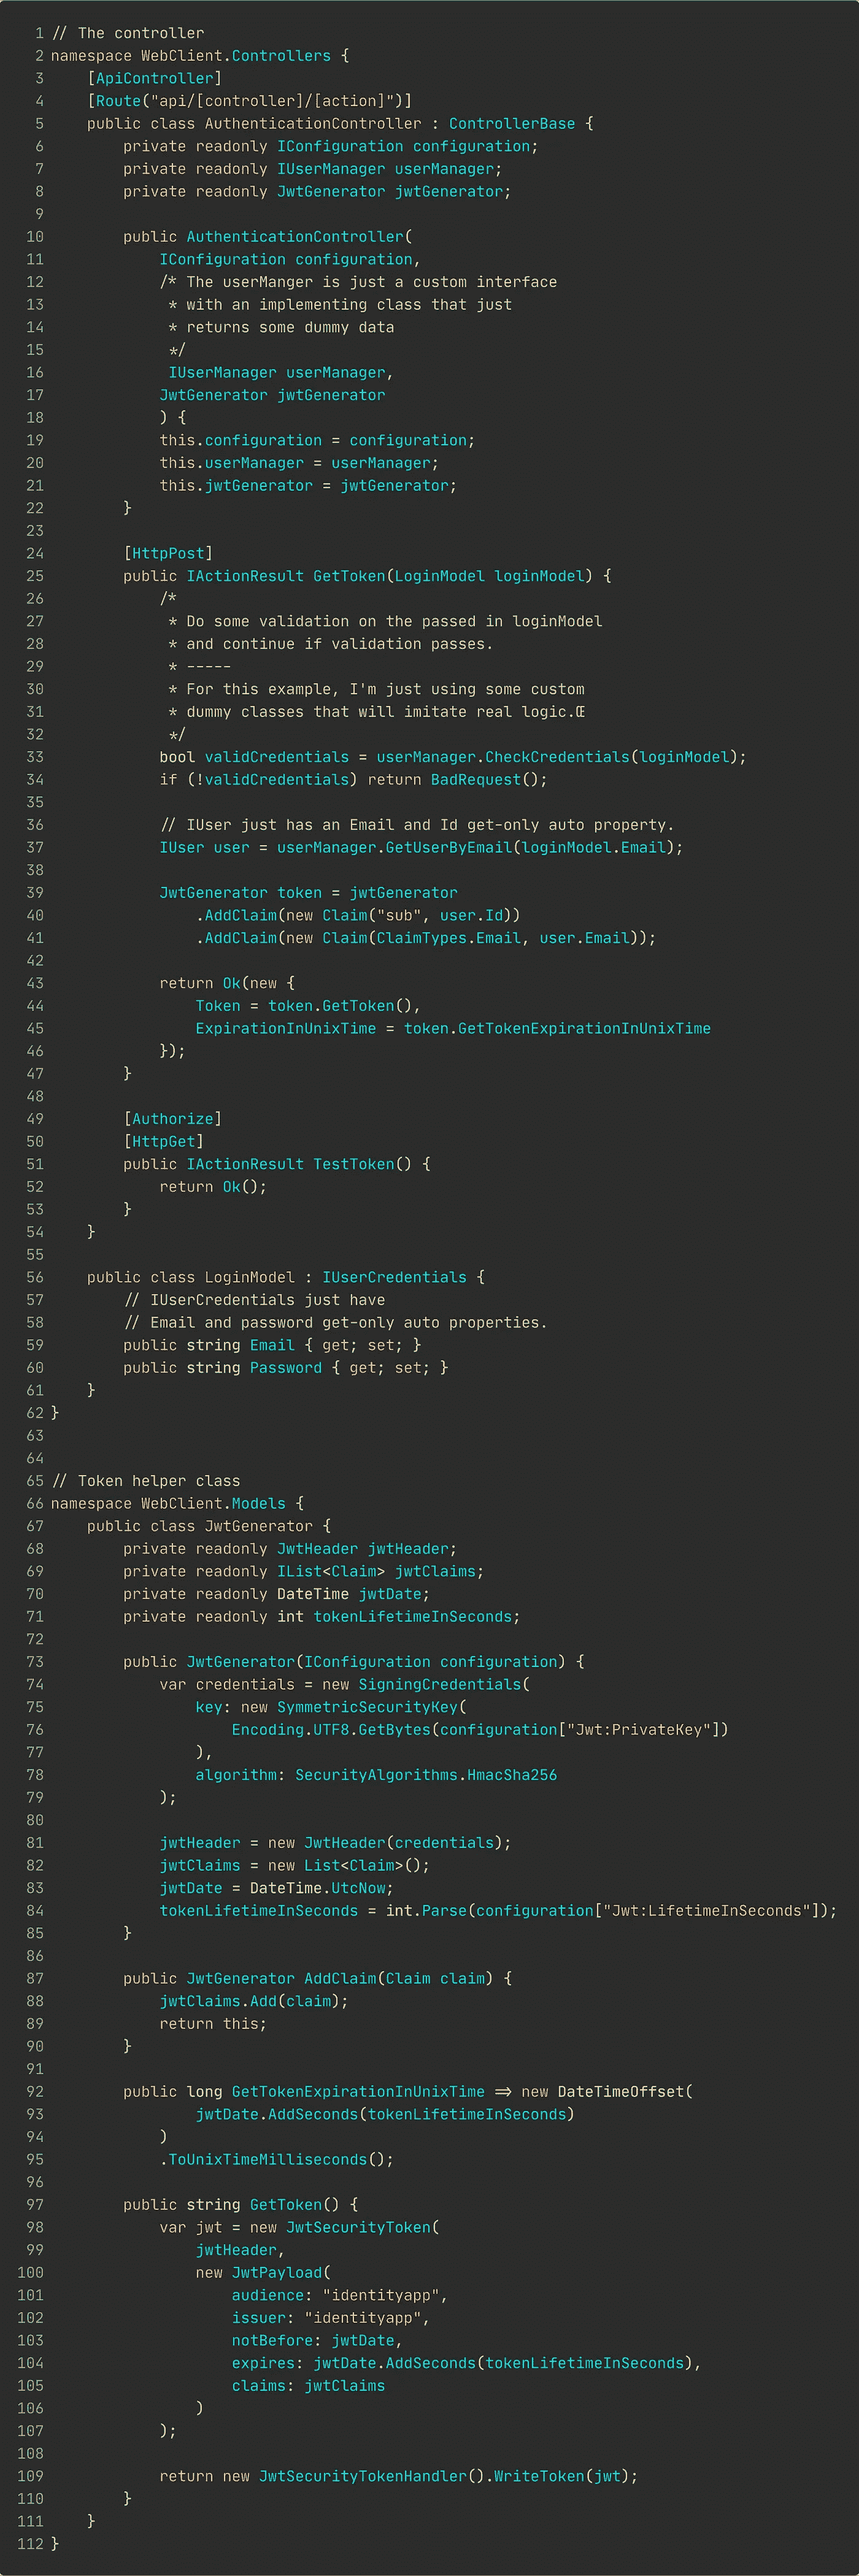 1 // The controller
2 namespace WebClient.Controllers {
3     [ApiController]
4     [Route("api/[controller]/[action]")]
5     public class AuthenticationController : ControllerBase {
6         private readonly IConfiguration configuration;
7         private readonly IUserManager userManager;
8         private readonly JwtGenerator jwtGenerator;
9
10         public AuthenticationController(
11             IConfiguration configuration,
12             /* The userManger is just a custom interface
13              * with an implementing class that just
14              * returns some dummy data
15              */
16              IUserManager userManager,
17             JwtGenerator jwtGenerator
18             ) {
19             this.configuration = configuration;
20             this.userManager = userManager;
21             this.jwtGenerator = jwtGenerator;
22         }
23
24         [HttpPost]
25         public IActionResult GetToken(LoginModel loginModel) {
26             /*
27              * Do some validation on the passed in loginModel
28              * and continue if validation passes.
29              * -----
30              * For this example, I'm just using some custom
31              * dummy classes that will imitate real logic.Œ
32              */
33             bool validCredentials = userManager.CheckCredentials(loginModel);
34             if (!validCredentials) return BadRequest();
35
36             // IUser just has an Email and Id get-only auto property.
37             IUser user = userManager.GetUserByEmail(loginModel.Email);
38
39             JwtGenerator token = jwtGenerator
40                 .AddClaim(new Claim("sub", user.Id))
41                 .AddClaim(new Claim(ClaimTypes.Email, user.Email));
42
43             return Ok(new {
44                 Token = token.GetToken(),
45                 ExpirationInUnixTime = token.GetTokenExpirationInUnixTime
46             });
47         }
48
49         [Authorize]
50         [HttpGet]
51         public IActionResult TestToken() {
52             return Ok();
53         }
54     }
55
56     public class LoginModel : IUserCredentials {
57         // IUserCredentials just have
58         // Email and password get-only auto properties.
59         public string Email { get; set; }
60         public string Password { get; set; }
61     }
62 }
63
64
65 // Token helper class
66 namespace WebClient.Models {
67     public class JwtGenerator {
68         private readonly JwtHeader jwtHeader;
69         private readonly IList<Claim> jwtClaims;
70         private readonly DateTime jwtDate;
71         private readonly int tokenLifetimeInSeconds;
72
73         public JwtGenerator(IConfiguration configuration) {
74             var credentials = new SigningCredentials(
75                 key: new SymmetricSecurityKey(
76                     Encoding.UTF8.GetBytes(configuration["Jwt:PrivateKey"])
77                 ),
78                 algorithm: SecurityAlgorithms.HmacSha256
79             );
80
81             jwtHeader = new JwtHeader(credentials);
82             jwtClaims = new List<Claim>();
83             jwtDate = DateTime.UtcNow;
84             tokenLifetimeInSeconds = int.Parse(configuration["Jwt:LifetimeInSeconds"]);
85         }
86
87         public JwtGenerator AddClaim(Claim claim) {
88             jwtClaims.Add(claim);
89             return this;
90         }
91
92         public long GetTokenExpirationInUnixTime => new DateTimeOffset(
93                 jwtDate.AddSeconds(tokenLifetimeInSeconds)
94             )
95             .ToUnixTimeMilliseconds();
96
97         public string GetToken() {
98             var jwt = new JwtSecurityToken(
99                 jwtHeader,
100                 new JwtPayload(
101                     audience: "identityapp",
102                     issuer: "identityapp",
103                     notBefore: jwtDate,
104                     expires: jwtDate.AddSeconds(tokenLifetimeInSeconds),
105                     claims: jwtClaims
106                 )
107             );
108
109             return new JwtSecurityTokenHandler().WriteToken(jwt);
110         }
111     }
112 }